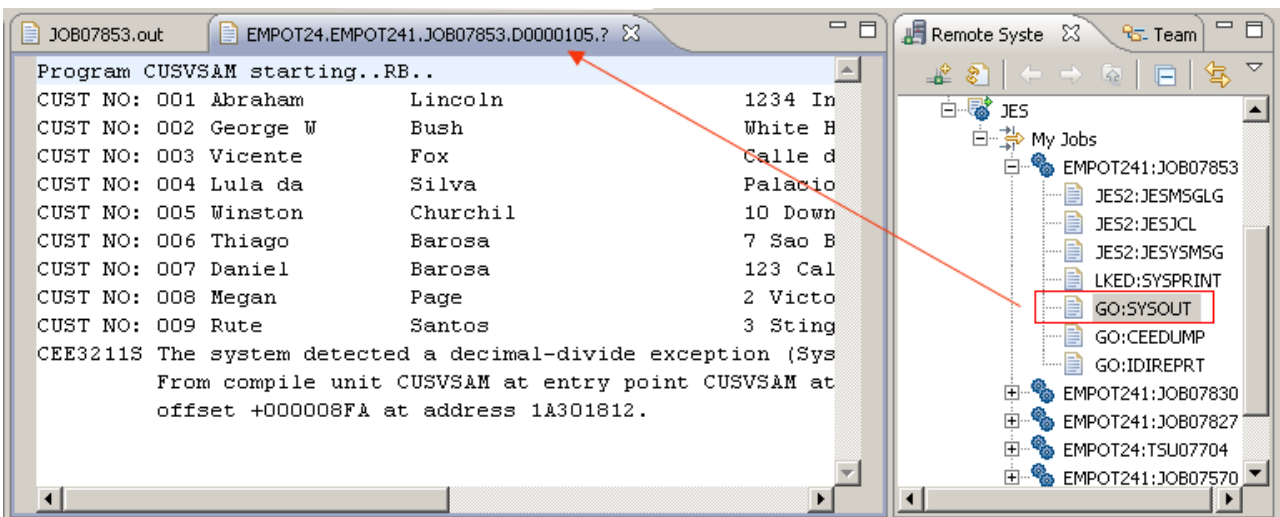 JOB07853.out
EMPOT24.EMPOT241.JOB07853.D0000105.?
Program CUSVSAM starting..RB..
CUST NO: 001 Abraham Lincoln 1234 In
CUST NO: 002 George W Bush White H
CUST NO: 003 Vicente Fox Calle d
CUST NO: 004 Lula da Silva Palacio
CUST NO: 005 Winston Churchil 10 Down
CUST NO: 006 Thiago Barosa 7 Sao B
CUST NO: 007 Daniel Barosa 123 Cal
CUST NO: 008 Megan Page 2 Victo
CUST NO: 009 Rute Santos 3 Sting
CEE3211S The system detected a decimal-divide exception (Sys
From compile unit CUSVSAM at entry point CUSVSAM at
offset +000008FA at address 1A301812.
Remote Syste
Team
JES
My Jobs
EMPOT241:JOB07853
JES2:JESMSGLG
JES2:JESJCL
JES2:JESYSMSG
LKED:SYSPRINT
GO:SYSOUT
GO:CEEDUMP
GO:IDIREPRT
EMPOT241:JOB07830
EMPOT241:JOB07827
EMPOT24:TSU07704
EMPOT241:JOB07570